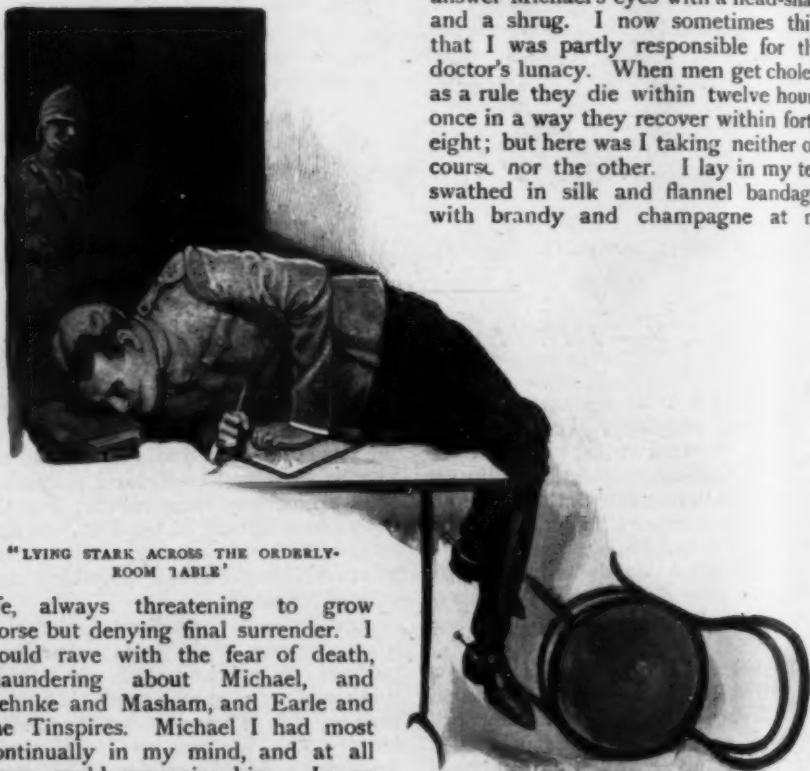 answer Michael's eyes with a head-sha
and a shrug. I now sometimes thi
that I was partly responsible for th
doctor's lunacy. When men get chole
as a rule they die within twelve hour
once in a way they recover within fort
eight; but here was I taking neither o
course nor the other. I lay in my te
swathed in silk and flannel bandag
with brandy and champagne at
"LYING STARK ACROSS THE ORDERLY-
ROOM TABLE'
fe, always threatening to grow
orse but denying final surrender. I
ould rave with the fear of death,
aundering about Michael, and
ehnke and Masham, and Earle and
e Tinspires. Michael I had most
ontinually in my mind, and at all